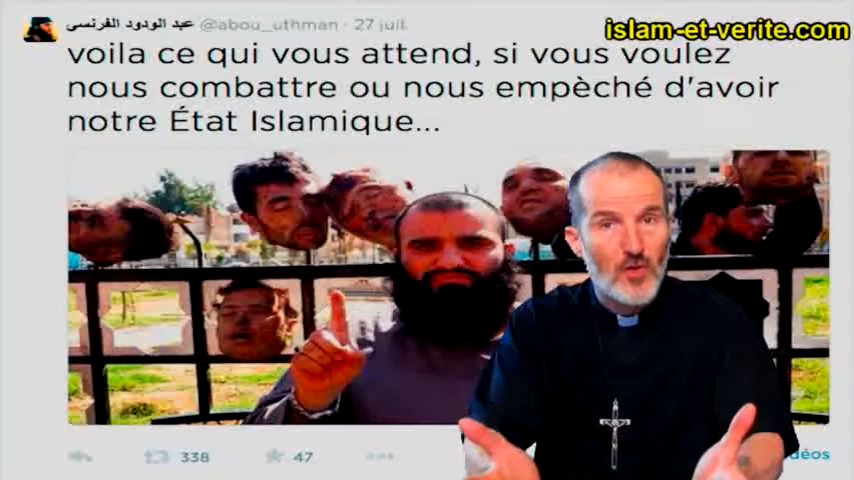 عبد الودود الفرنسي @abou_uthman · 27 juil.
islam-et-verite.com
voila ce qui vous attend, si vous voulez
nous combattre ou nous empèché d'avoir
notre État Islamique...
338 47 déos